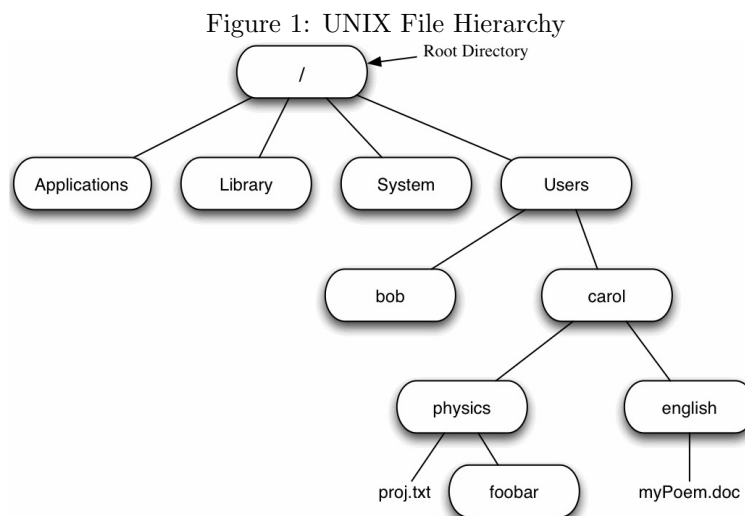 Figure 1: UNIX File Hierarchy
Root Directory
/
Applications
Library
System
Users
bob
carol
physics
english
proj.txt
foobar
myPoem.doc